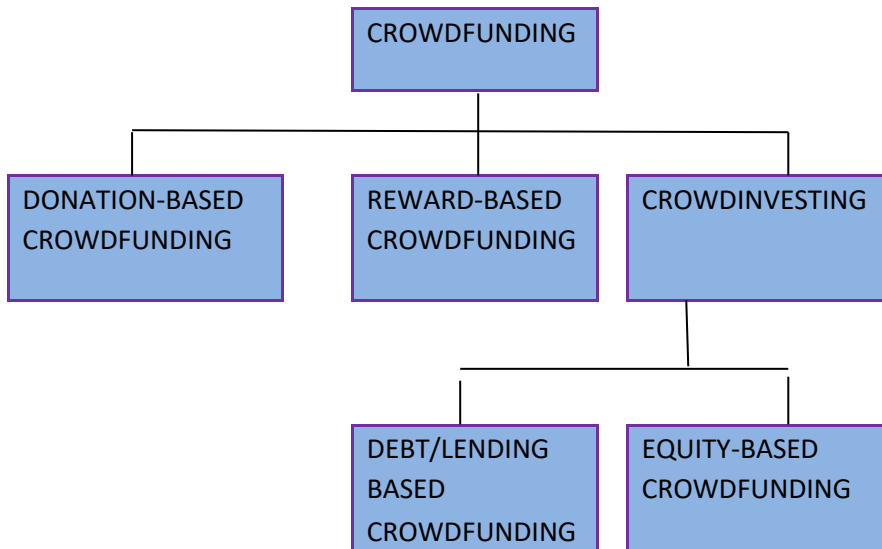 CROWDFUNDING
DONATION-BASED
CROWDFUNDING
REWARD-BASED
CROWDFUNDING
CROWDINVESTING
DEBT/LENDING
BASED
CROWDFUNDING
EQUITY-BASED
CROWDFUNDING